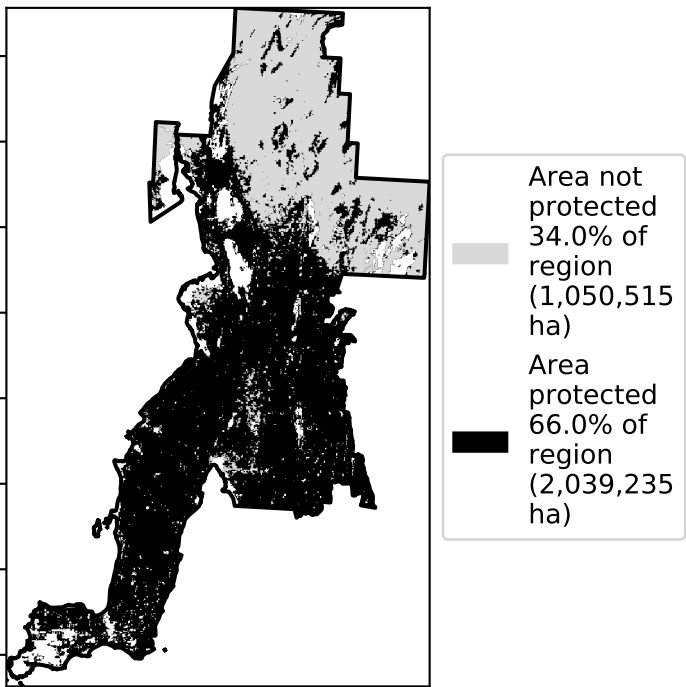 Area not
protected
34.0% of
region
(1,050,515
ha)
Area
protected
66.0% of
region
(2,039,235
ha)